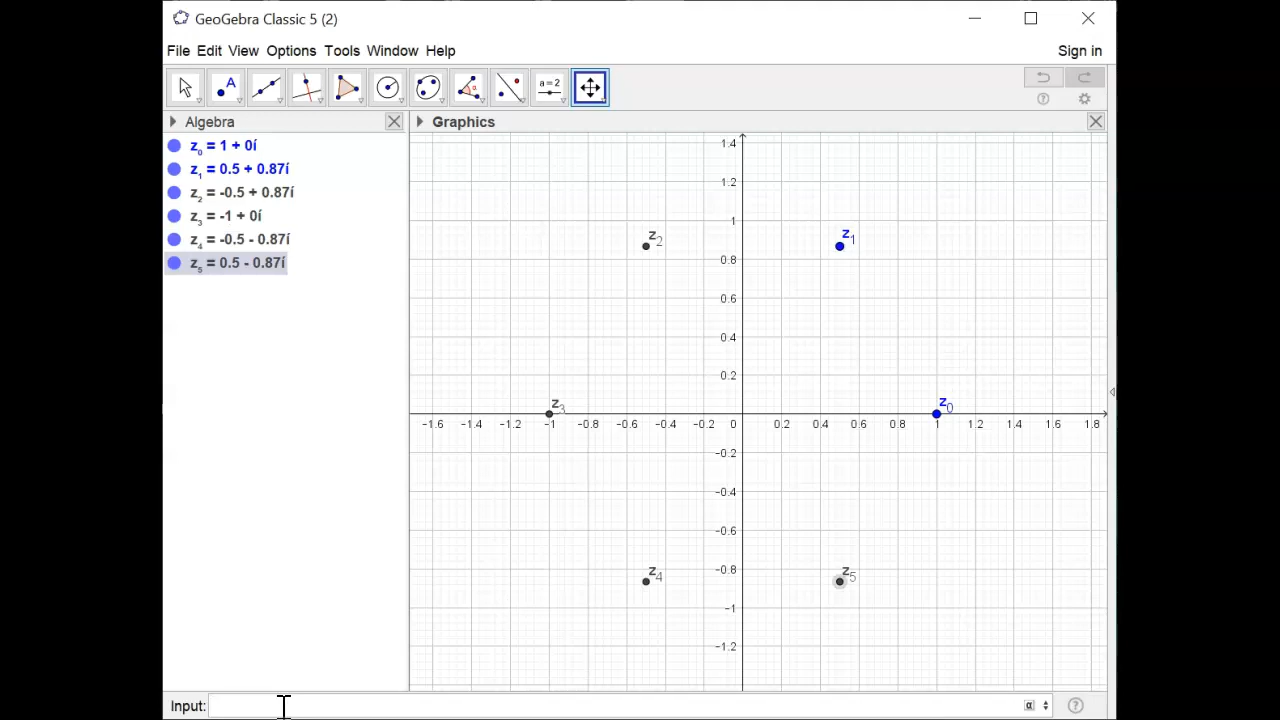 GeoGebra Classic 5 (2)
File Edit View Options Tools Window Help
Sign in
A
a=2
Algebra
Graphics
z₀ = 1 + 0í
z₁ = 0.5 + 0.87í
z₂ = -0.5 + 0.87í
z₃ = -1 + 0í
z₄ = -0.5 - 0.87í
z₅ = 0.5 - 0.87í
1.4
1.2
1
z₂
z₁
0.8
0.6
0.4
0.2
z₃
z₀
-1.6 -1.4 -1.2 -1 -0.8 -0.6 -0.4 -0.2 0 0.2 0.4 0.6 0.8 1 1.2 1.4 1.6 1.8
-0.2
-0.4
-0.6
-0.8
z₄
z₅
-1
-1.2
Input:
α